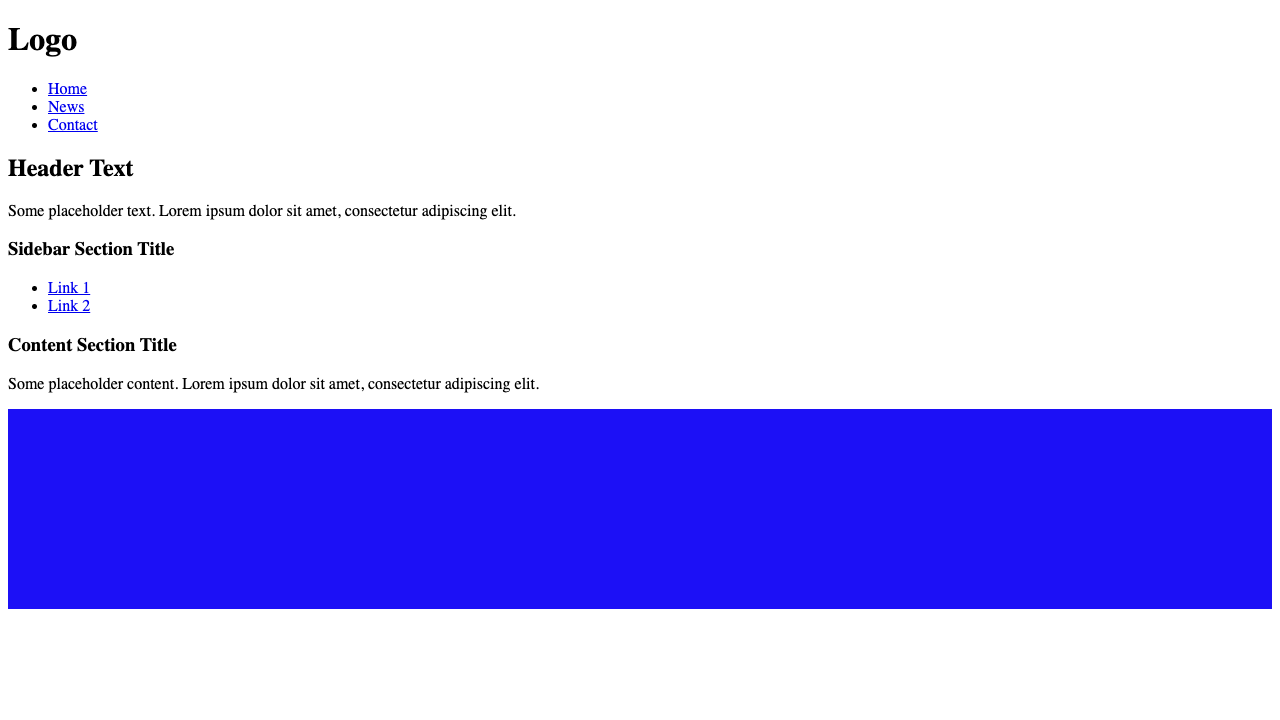 Logo
Home
News
Contact
Header Text
Some placeholder text. Lorem ipsum dolor sit amet, consectetur adipiscing elit.
Sidebar Section Title
Link 1
Link 2
Content Section Title
Some placeholder content. Lorem ipsum dolor sit amet, consectetur adipiscing elit.